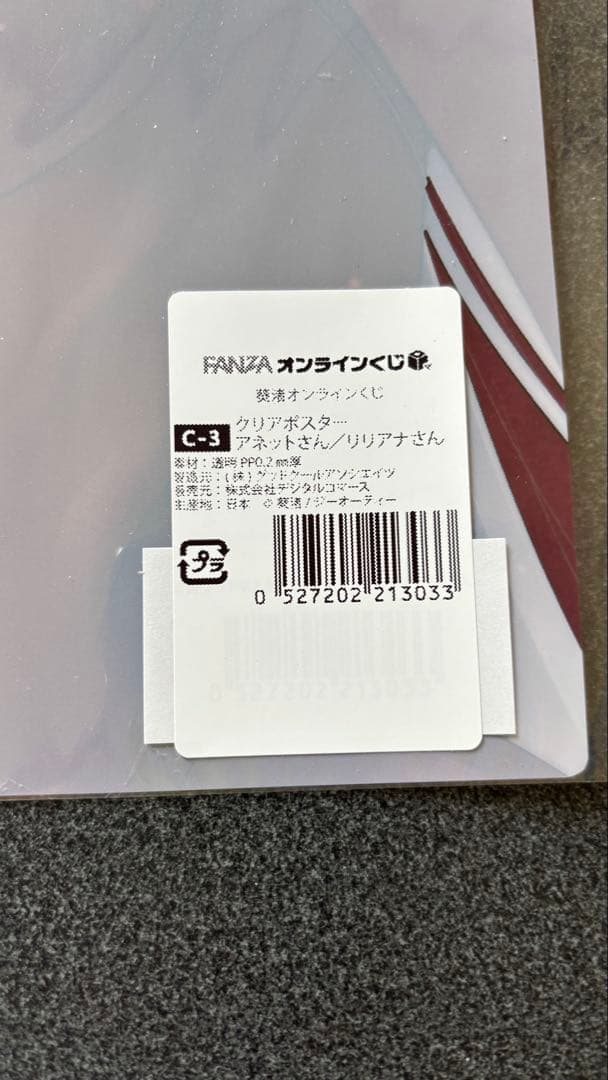 FANZA オンラインくじ
葵渚オンラインくじ
C-3 クリアポスター…
アネットさん／リリアナさん
素材：透明PP0.2㎜厚
製造元：(株)グッドクールアソシエイツ
販売元：株式会社デジタルコマース
生産地：日本 © 葵渚 / ジーオーティー
プラ
0 527202 213033
0 527202 213033